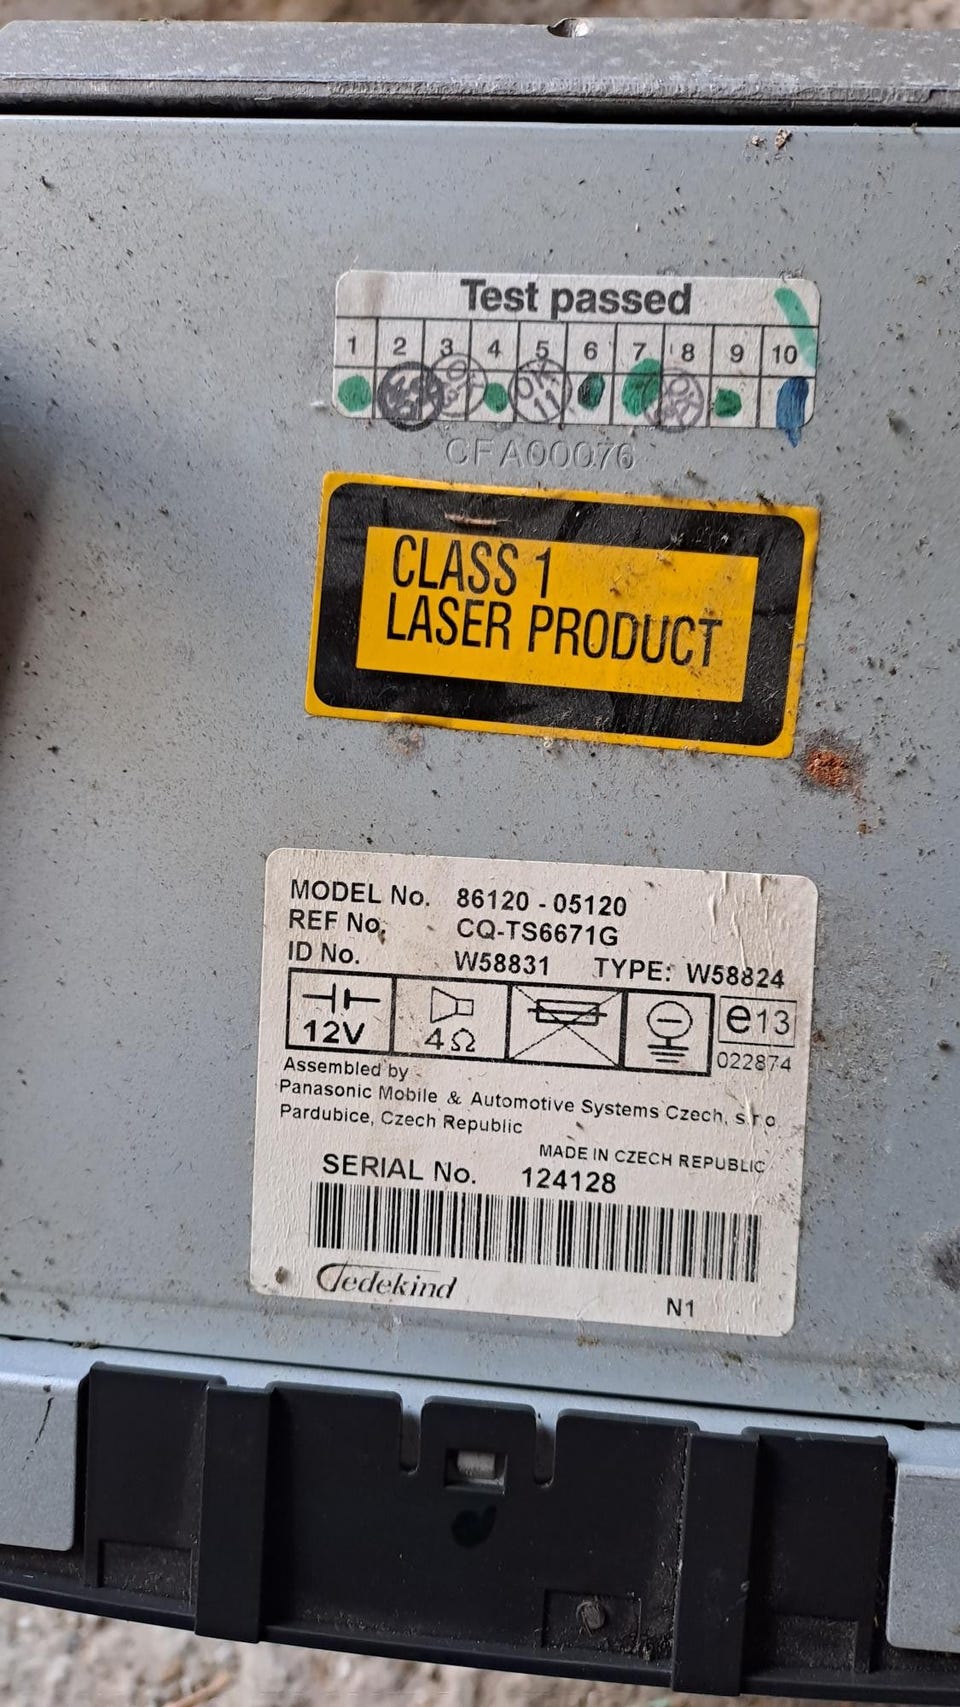 Test passed
1 2 3 4 5 6 7 8 9 10
CFA00076
CLASS 1
LASER PRODUCT
MODEL No. 86120 - 05120
REF No. CQ-TS6671G
ID No. W58831 TYPE: W58824
12V 4Ω e13
022874
Assembled by
Panasonic Mobile & Automotive Systems Czech, s.r.o
Pardubice, Czech Republic
MADE IN CZECH REPUBLIC
SERIAL No. 124128
Tedekind
N1